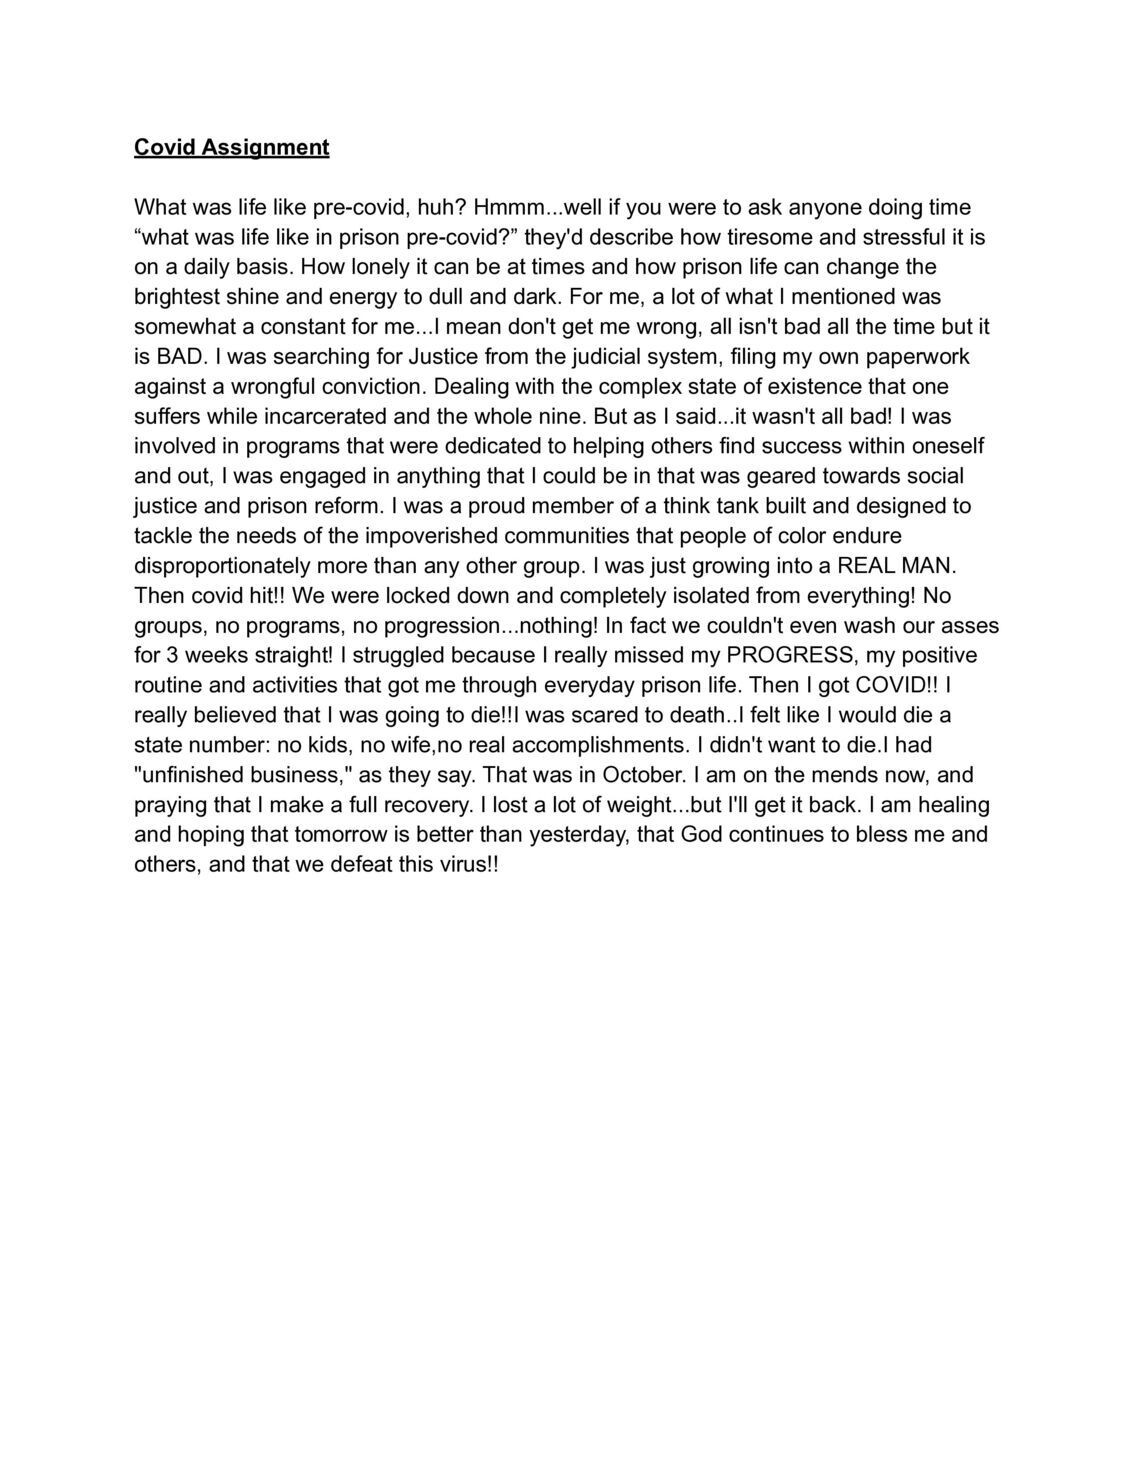 Covid Assignment
What was life like pre-covid, huh? Hmmm...well if you were to ask anyone doing time
“what was life like in prison pre-covid?” they'd describe how tiresome and stressful it is
on a daily basis. How lonely it can be at times and how prison life can change the
brightest shine and energy to dull and dark. For me, a lot of what I mentioned was
somewhat a constant for me...I mean don't get me wrong, all isn't bad all the time but it
is BAD. I was searching for Justice from the judicial system, filing my own paperwork
against a wrongful conviction. Dealing with the complex state of existence that one
suffers while incarcerated and the whole nine. But as I said...it wasn't all bad! I was
involved in programs that were dedicated to helping others find success within oneself
and out, I was engaged in anything that I could be in that was geared towards social
justice and prison reform. I was a proud member of a think tank built and designed to
tackle the needs of the impoverished communities that people of color endure
disproportionately more than any other group. I was just growing into a REAL MAN.
Then covid hit!! We were locked down and completely isolated from everything! No
groups, no programs, no progression...nothing! In fact we couldn't even wash our asses
for 3 weeks straight! I struggled because I really missed my PROGRESS, my positive
routine and activities that got me through everyday prison life. Then I got COVID!! I
really believed that I was going to die!!I was scared to death..I felt like I would die a
state number: no kids, no wife,no real accomplishments. I didn't want to die.I had
"unfinished business," as they say. That was in October. I am on the mends now, and
praying that I make a full recovery. I lost a lot of weight...but I'll get it back. I am healing
and hoping that tomorrow is better than yesterday, that God continues to bless me and
others, and that we defeat this virus!!